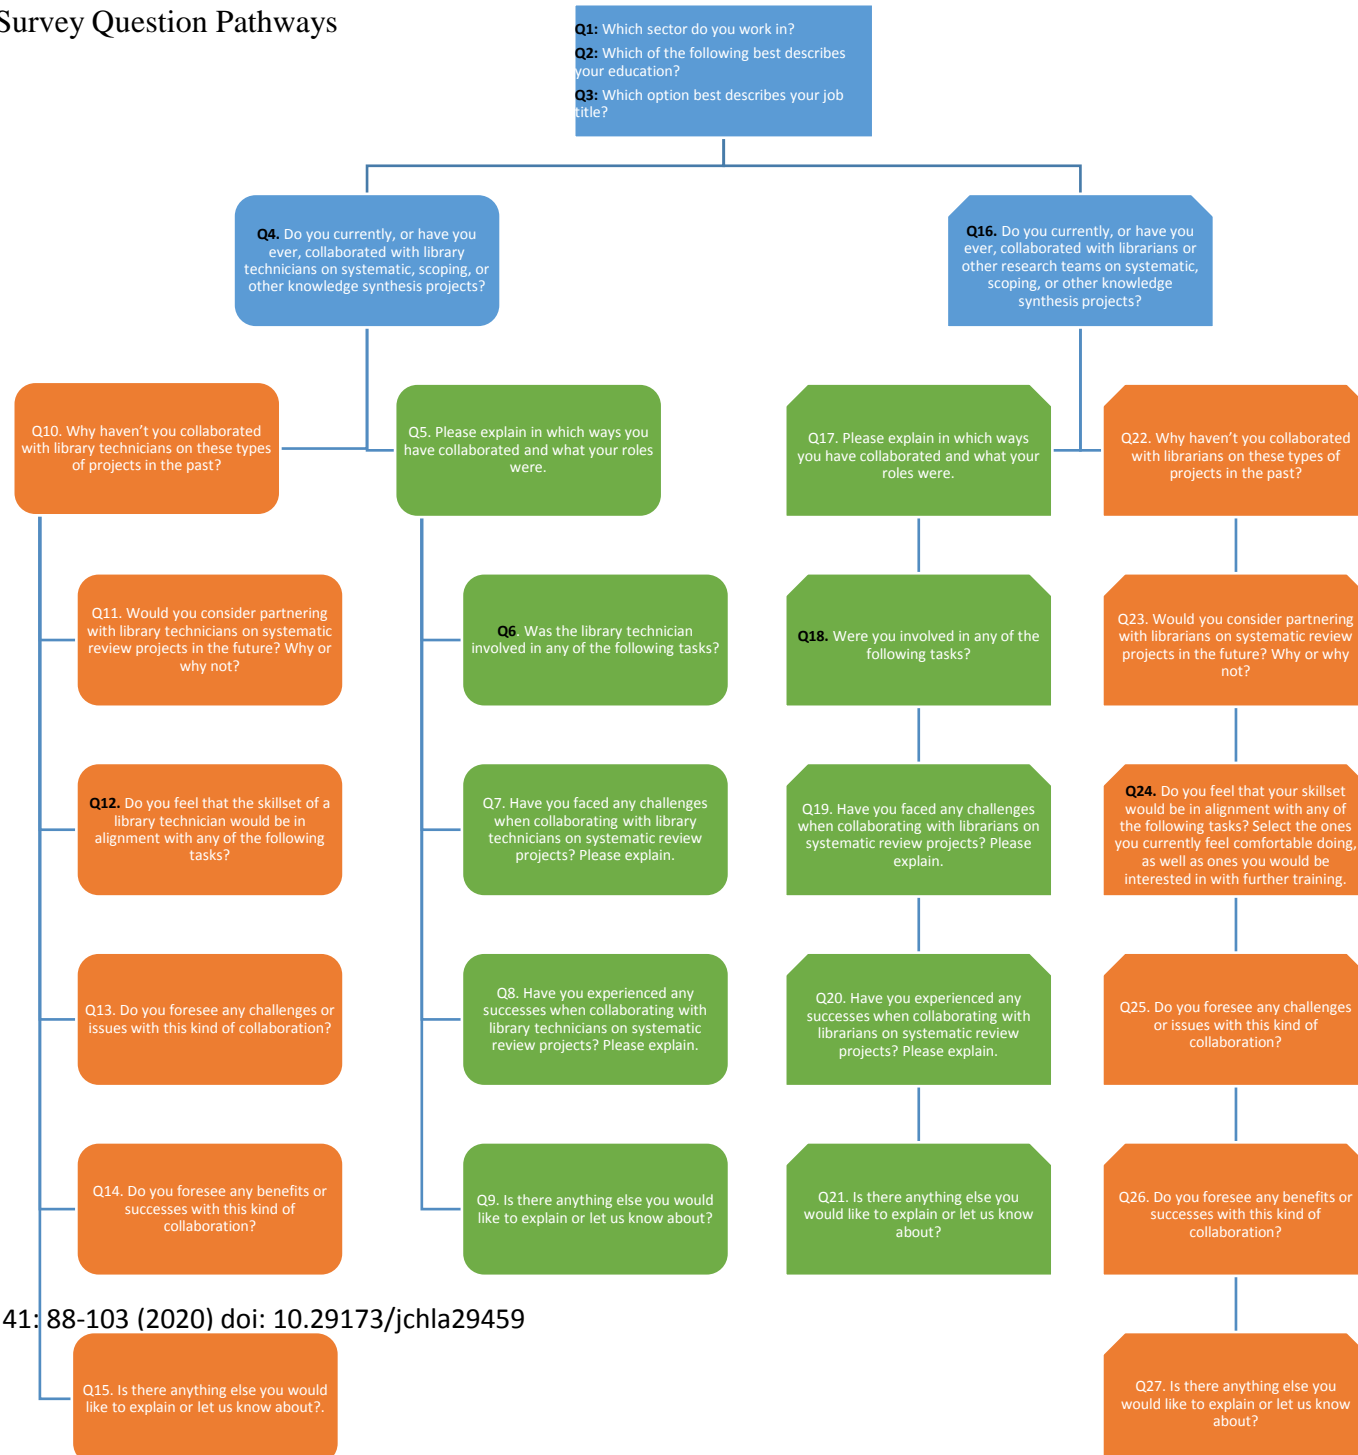 Survey Question Pathways
Q1: Which sector do you work in?
Q2: Which of the following best describes
your education?
Q3: Which option best describes your job
title?
Q4. Do you currently, or have you
ever, collaborated with library
technicians on systematic, scoping, or
other knowledge synthesis projects?
Q16. Do you currently, or have you
ever, collaborated with librarians or
other research teams on systematic,
scoping, or other knowledge
synthesis projects?
Q10. Why haven't you collaborated
with library technicians on these types
of projects in the past?
Q5. Please explain in which ways you
have collaborated and what your roles
were.
Q17. Please explain in which ways
you have collaborated and what your
roles were.
Q22. Why haven't you collaborated
with librarians on these types of
projects in the past?
Q11. Would you consider partnering
with library technicians on systematic
review projects in the future? Why or
why not?
Q6. Was the library technician
involved in any of the following tasks?
Q18. Were you involved in any of the
following tasks?
Q23. Would you consider partnering
with librarians on systematic review
projects in the future? Why or why
not?
Q12. Do you feel that the skillset of a
library technician would be in
alignment with any of the following
tasks?
Q7. Have you faced any challenges
when collaborating with library
technicians on systematic review
projects? Please explain.
Q19. Have you faced any challenges
when collaborating with librarians on
systematic review projects? Please
explain.
Q24. Do you feel that your skillset
would be in alignment with any of
the following tasks? Select the ones
you currently feel comfortable doing,
as well as ones you would be
interested in with further training.
Q13. Do you foresee any challenges or
issues with this kind of collaboration?
Q8. Have you experienced any
successes when collaborating with
library technicians on systematic
review projects? Please explain.
Q20. Have you experienced any
successes when collaborating with
librarians on systematic review
projects? Please explain.
Q25. Do you foresee any challenges
or issues with this kind of
collaboration?
Q14. Do you foresee any benefits or
successes with this kind of
collaboration?
Q9. Is there anything else you would
like to explain or let us know about?
Q21. Is there anything else you
would like to explain or let us know
about?
Q26. Do you foresee any benefits or
successes with this kind of
collaboration?
41: 88-103 (2020) doi: 10.29173/jchla29459
Q15. Is there anything else you would
like to explain or let us know about?.
Q27. Is there anything else you
would like to explain or let us know
about?